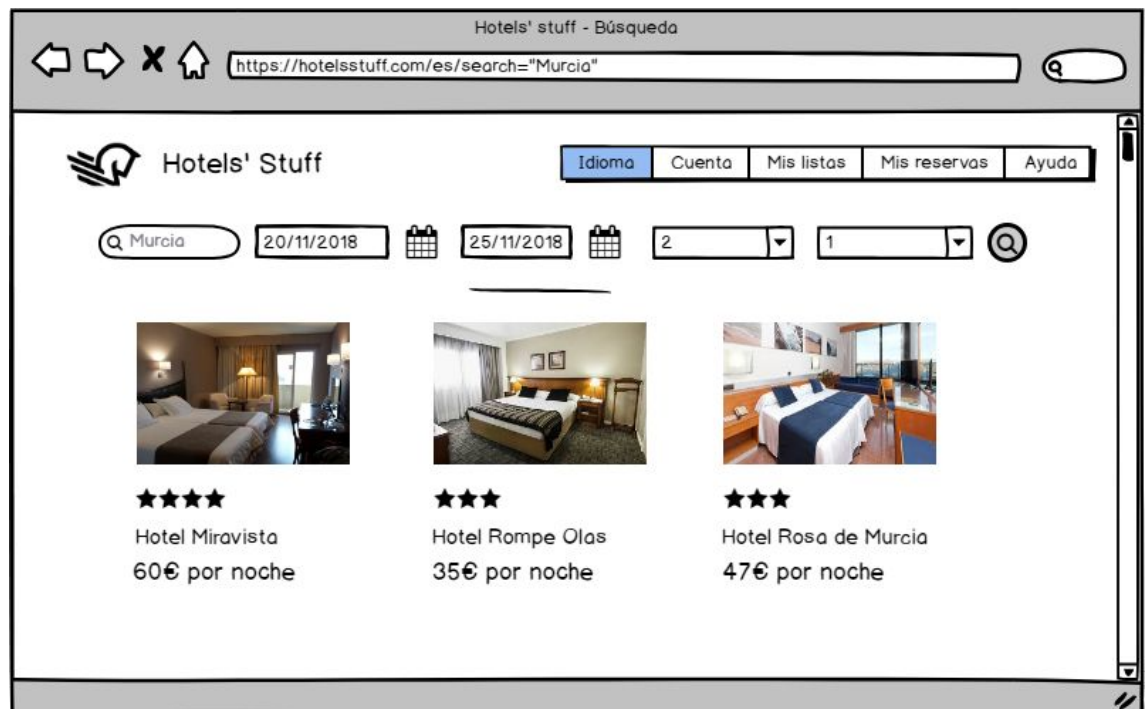 Hotels' stuff - Búsqueda
https://hotelsstuff.com/es/search="Murcia"
Hotels' Stuff
Idioma Cuenta Mis listas Mis reservas Ayuda
Murcia 20/11/2018 25/11/2018 2 1
Hotel Miravista Hotel Rompe Olas Hotel Rosa de Murcia
60€ por noche 35€ por noche 47€ por noche